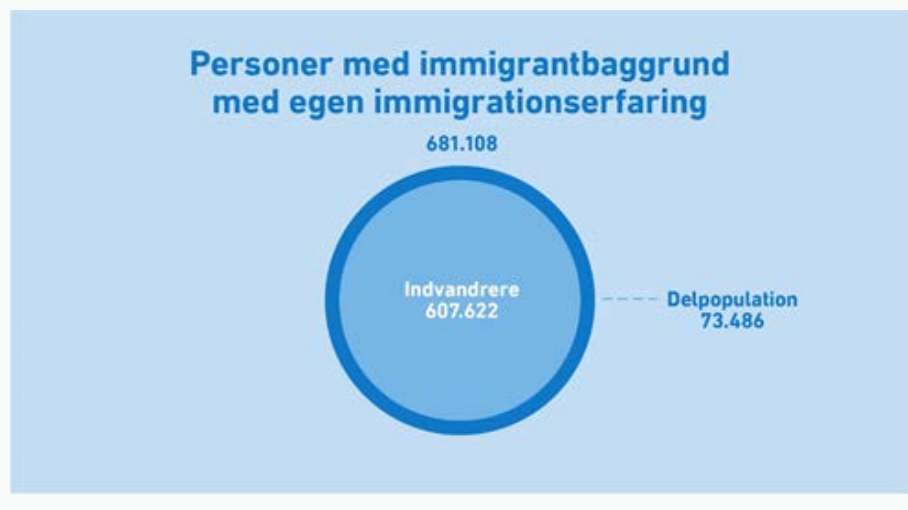 Personer med immigrantbaggrund
med egen immigrationserfaring
681.108
Indvandrere
607.622
Delpopulation
73.486